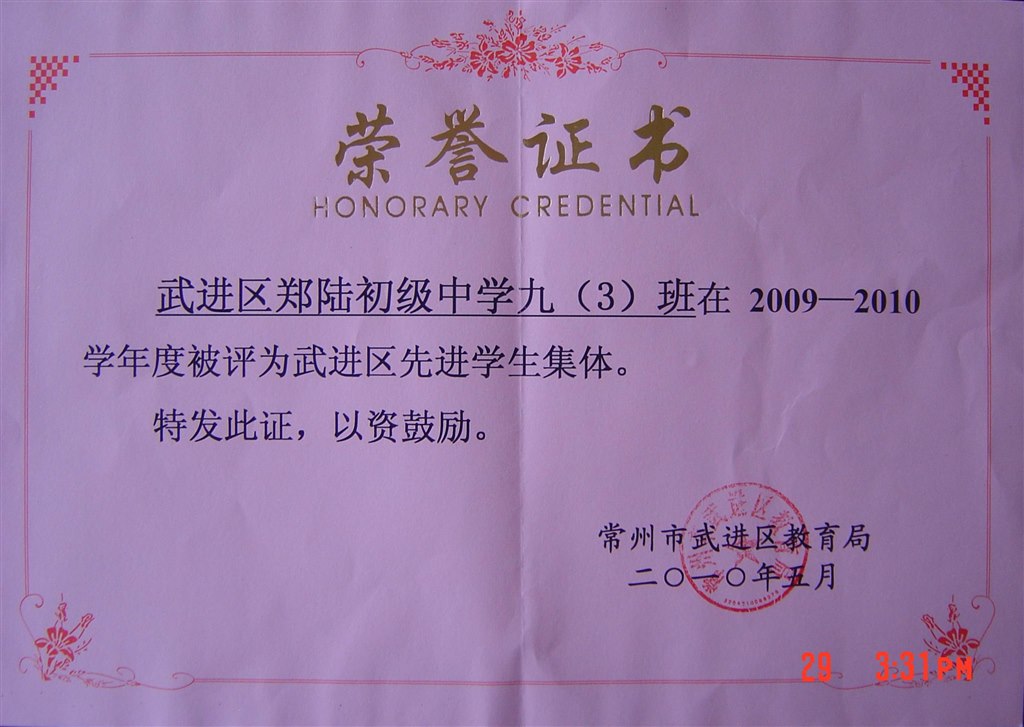 荣誉证书
HONORARY CREDENTIAL
武进区郑陆初级中学九（3）班在 2009—2010
学年度被评为武进区先进学生集体。
特发此证，以资鼓励。
常州市武进区教育局
二〇一〇年五月
29 3:31PM